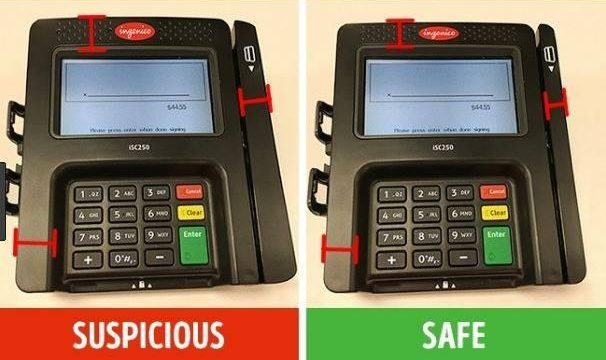 ingenico
x
$44.55
Please press enter when done signing
iSC250
1 .QZ 2 ABC 3 DEF Cancel
4 GHI 5 JKL 6 MNO Clear
7 PRS 8 TUV 9 WXY Enter
+ 0"#, −
SUSPICIOUS
ingenico
x
$44.55
Please press enter when done signing
iSC250
1 .QZ 2 ABC 3 DEF Cancel
4 GHI 5 JKL 6 MNO Clear
7 PRS 8 TUV 9 WXY Enter
+ 0"#, −
SAFE